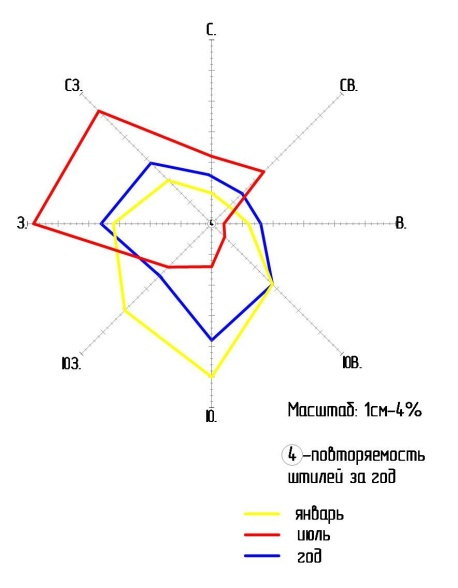 С.
СЗ.
СВ.
З.
В.
ЮЗ.
ЮВ.
Ю.
Масштаб: 1см-4%
4 -повторяемость
штилей за год
январь
июль
год